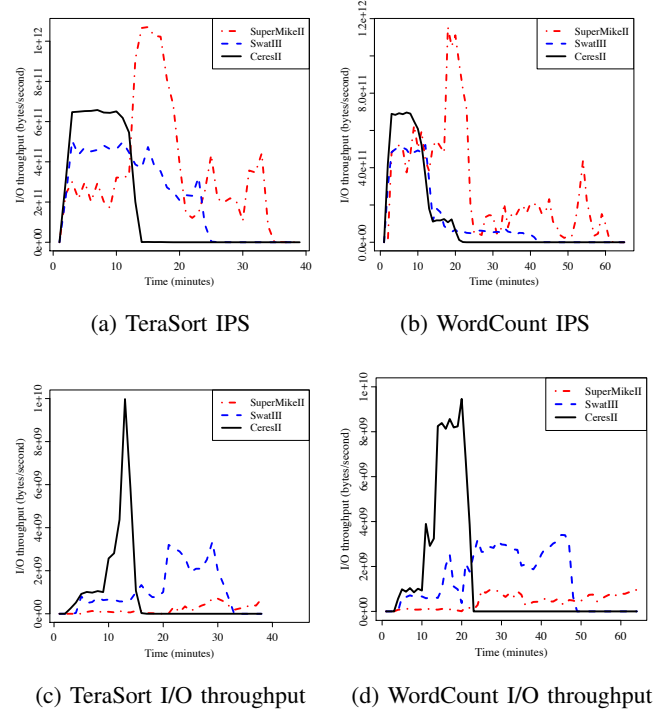 I/O throughput (bytes/second)
0e+00 2e+11 4e+11 6e+11 8e+11 1e+12
SuperMikeII
SwatIII
CeresII
0 10 20 30 40
Time (minutes)
(a) TeraSort IPS
I/O throughput (bytes/second)
0.0e+00 4.0e+11 8.0e+11 1.2e+12
SuperMikeII
SwatIII
CeresII
0 10 20 30 40 50 60
Time (minutes)
(b) WordCount IPS
I/O throughput (bytes/second)
0e+00 2e+09 4e+09 6e+09 8e+09 1e+10
SuperMikeII
SwatIII
CeresII
0 10 20 30 40
Time (minutes)
(c) TeraSort I/O throughput
I/O throughput (bytes/second)
0e+00 2e+09 4e+09 6e+09 8e+09 1e+10
SuperMikeII
SwatIII
CeresII
0 10 20 30 40 50 60
Time (minutes)
(d) WordCount I/O throughput